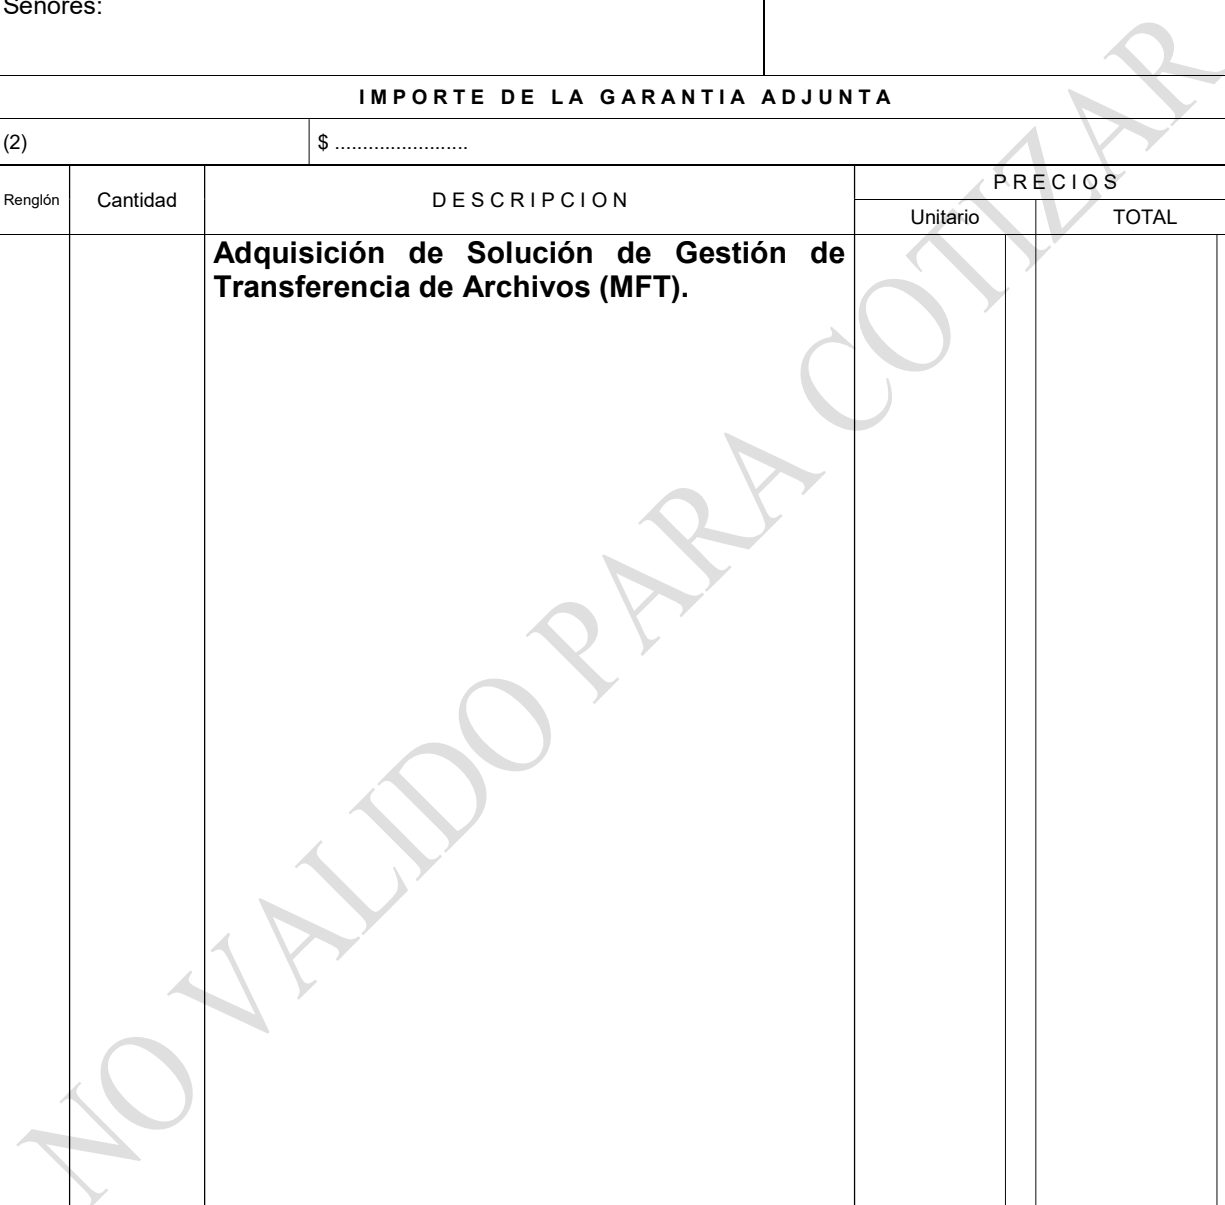 Señores:
IMPORTE DE LA GARANTIA ADJUNTA
(2) $ ........................
Renglón Cantidad DESCRIPCION PRECIOS
Unitario TOTAL
Adquisición de Solución de Gestión de
Transferencia de Archivos (MFT).
NO VALIDO PARA COTIZAR